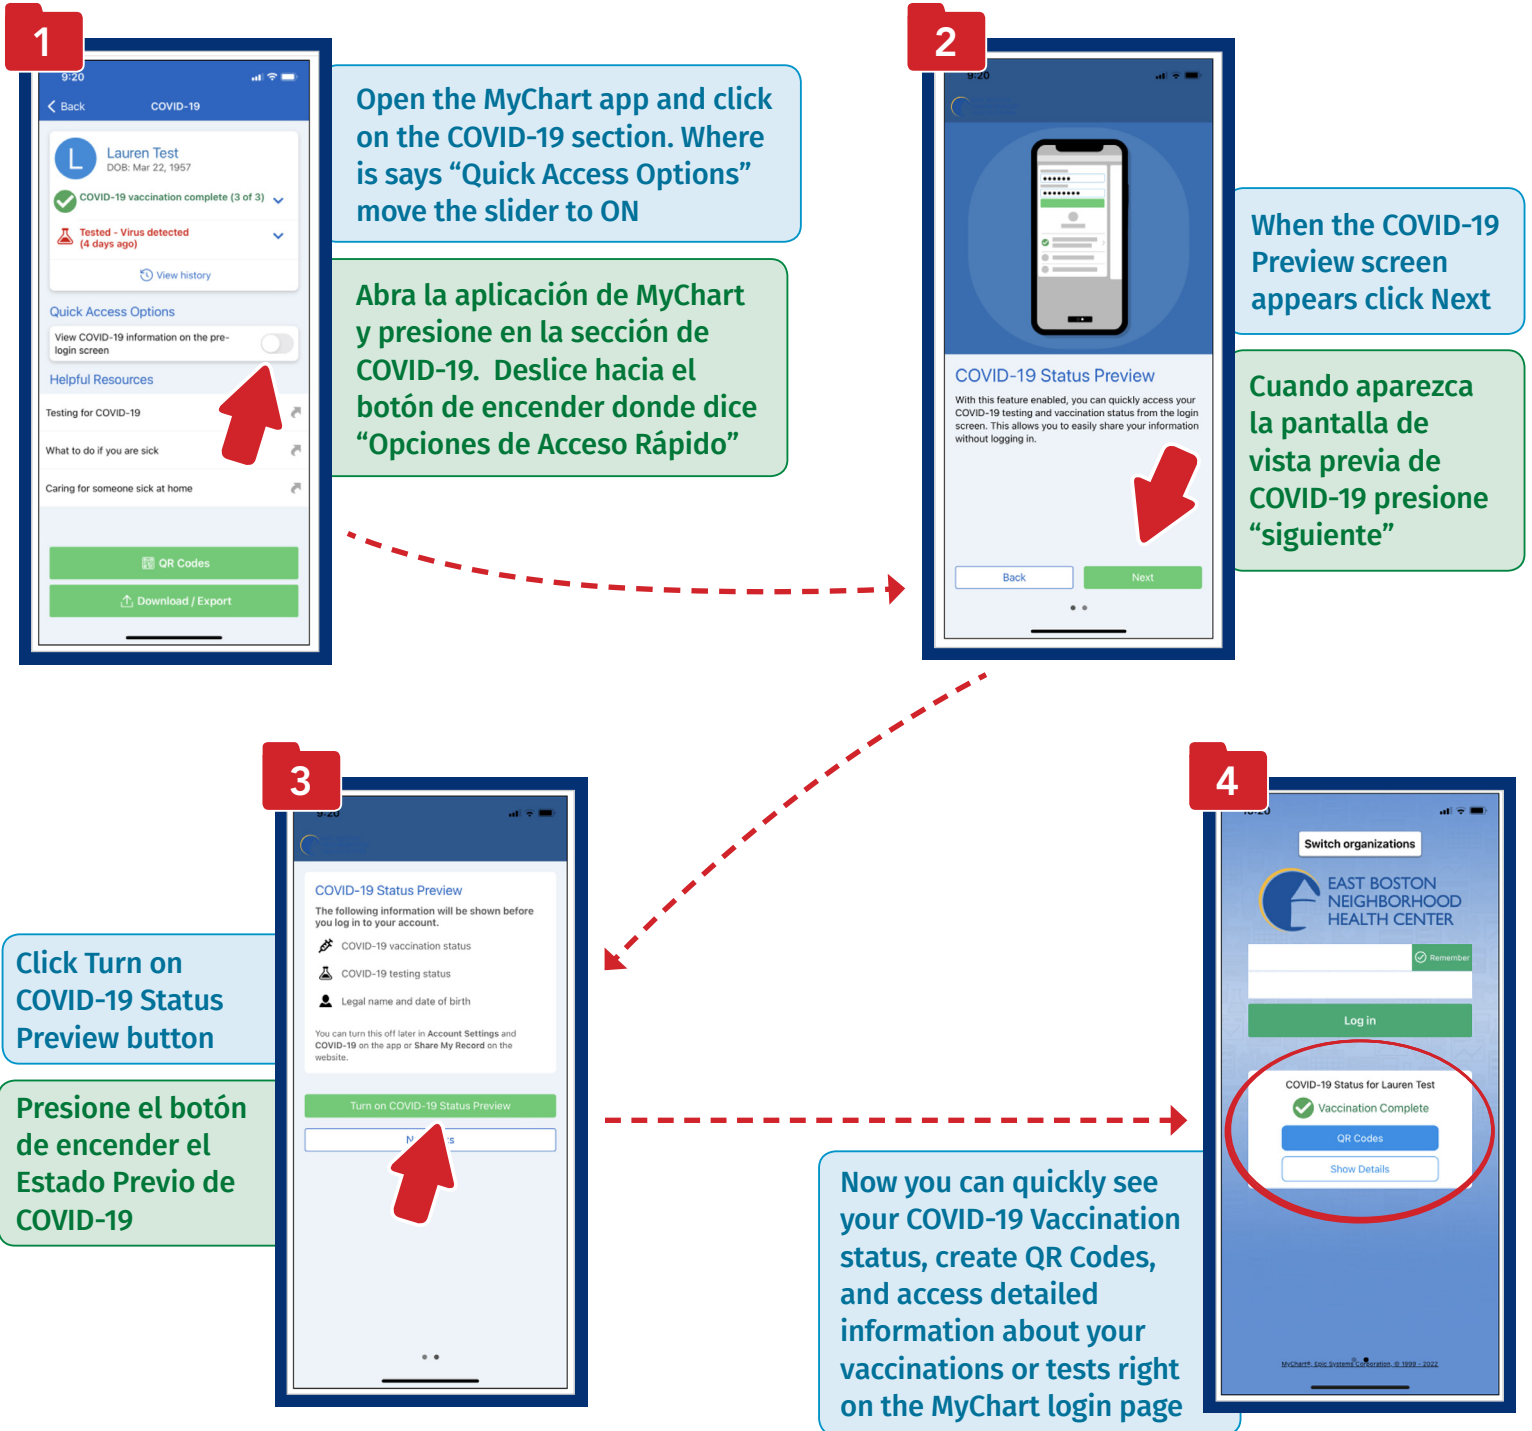 1
9:20
Back
COVID-19
L
Lauren Test
DOB: Mar 22, 1957
COVID-19 vaccination complete (3 of 3)
Tested - Virus detected
(4 days ago)
View history
Quick Access Options
View COVID-19 information on the pre-
login screen
Helpful Resources
Testing for COVID-19
What to do if you are sick
Caring for someone sick at home
QR Codes
Download / Export
Open the MyChart app and click
on the COVID-19 section. Where
is says “Quick Access Options”
move the slider to ON
Abra la aplicación de MyChart
y presione en la sección de
COVID-19. Deslice hacia el
botón de encender donde dice
“Opciones de Acceso Rápido”
2
9:20
COVID-19 Status Preview
With this feature enabled, you can quickly access your
COVID-19 testing and vaccination status from the login
screen. This allows you to easily share your information
without logging in.
Back
Next
When the COVID-19
Preview screen
appears click Next
Cuando aparezca
la pantalla de
vista previa de
COVID-19 presione
“siguiente”
3
9:20
COVID-19 Status Preview
The following information will be shown before
you log in to your account.
COVID-19 vaccination status
COVID-19 testing status
Legal name and date of birth
You can turn this off later in Account Settings and
COVID-19 on the app or Share My Record on the
website.
Turn on COVID-19 Status Preview
Click Turn on
COVID-19 Status
Preview button
Presione el botón
de encender el
Estado Previo de
COVID-19
4
Switch organizations
EAST BOSTON
NEIGHBORHOOD
HEALTH CENTER
Remember
Log in
COVID-19 Status for Lauren Test
Vaccination Complete
QR Codes
Show Details
MyChart®, Epic Systems Corporation, © 1999 - 2022
Now you can quickly see
your COVID-19 Vaccination
status, create QR Codes,
and access detailed
information about your
vaccinations or tests right
on the MyChart login page